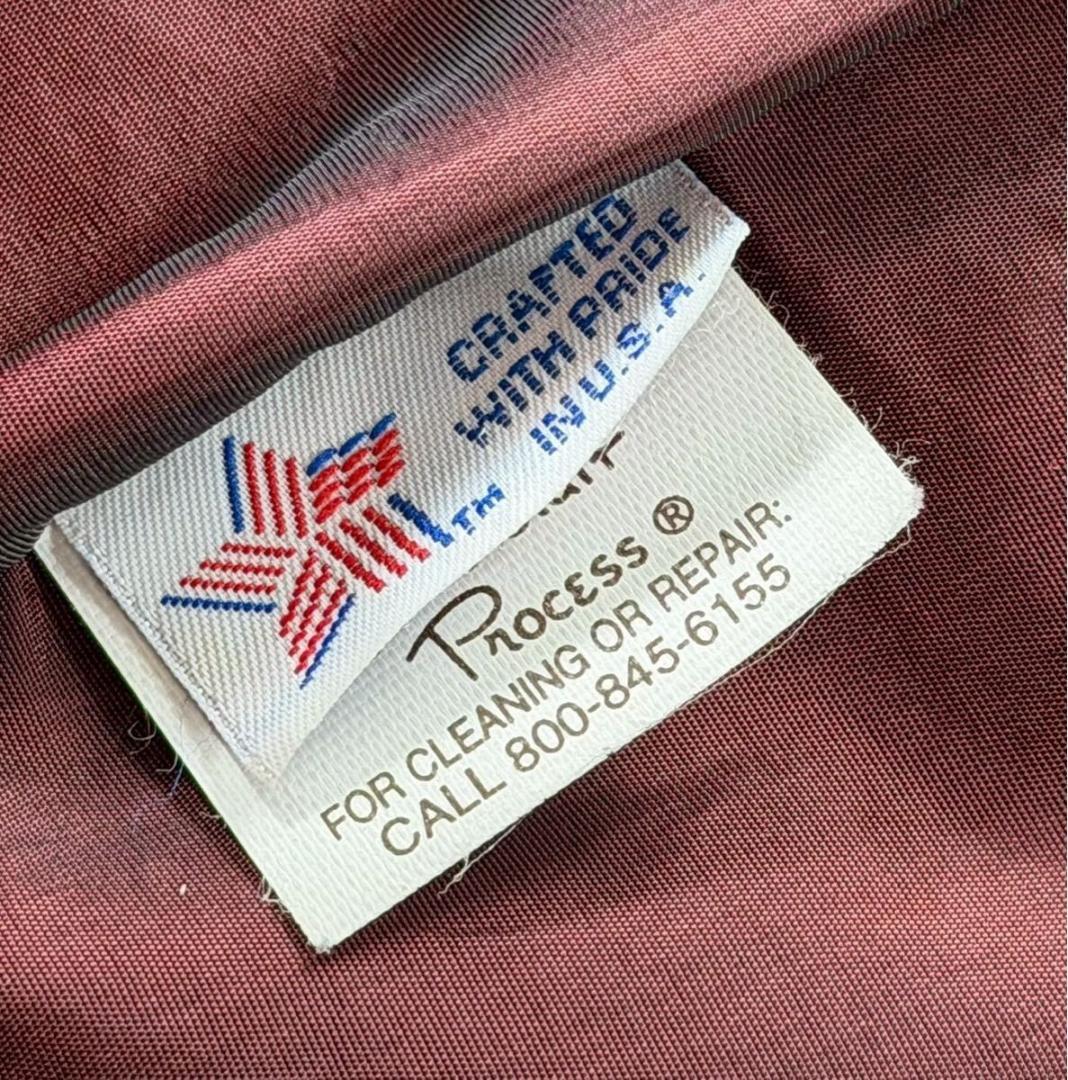 CRAFTED
WITH PRIDE
IN U.S.A.
TM
Process ®
FOR CLEANING OR REPAIR:
CALL 800-845-6155